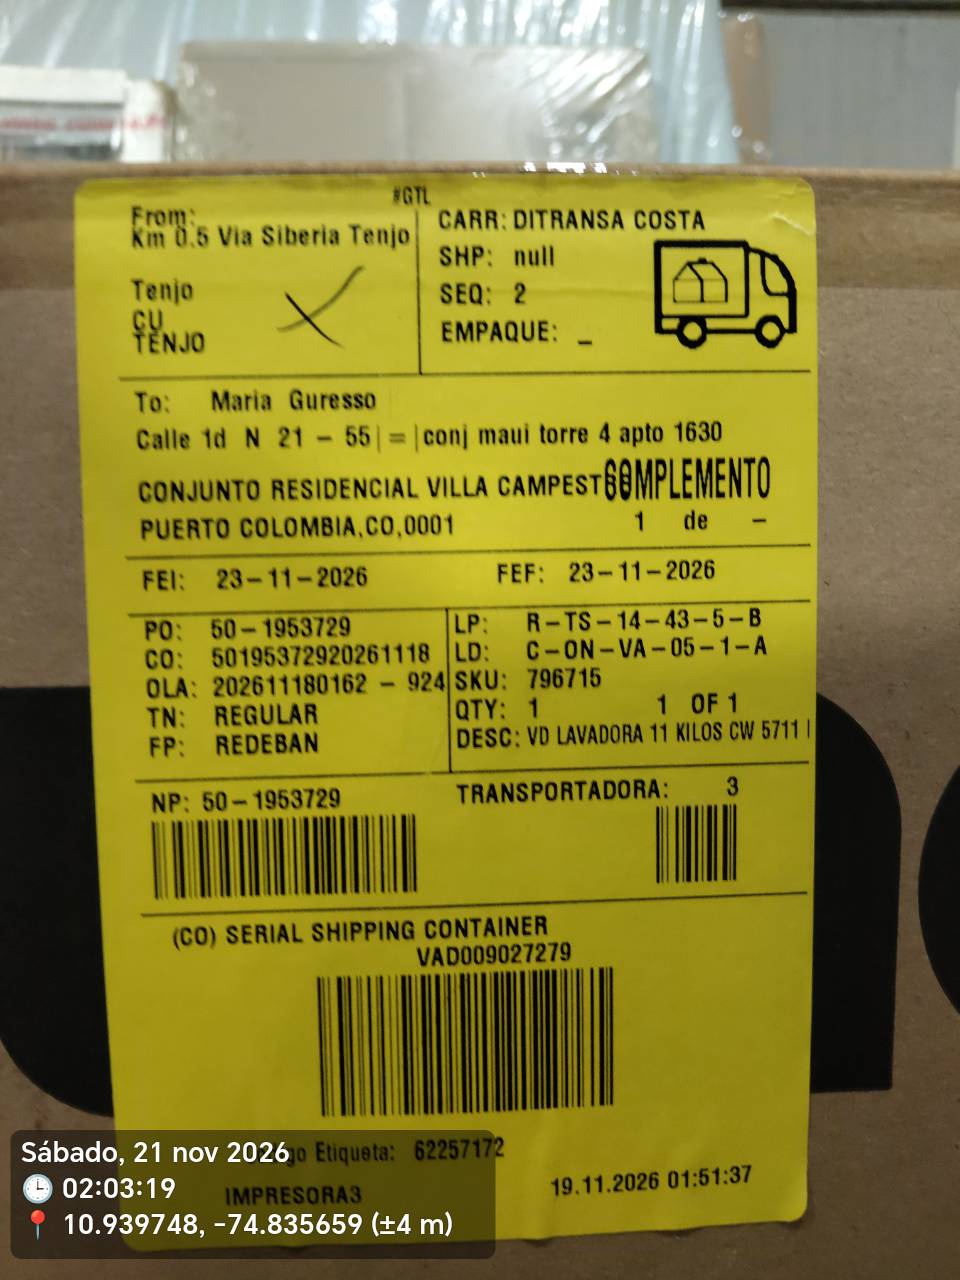 #GTL
From:
Km 0.5 Via Siberia Tenjo
Tenjo
CU
TENJO
CARR: DITRANSA COSTA
SHP: null
SEQ: 2
EMPAQUE: _
To: Maria Guresso
Calle 1d N 21 - 55| = |conj maui torre 4 apto 1630
CONJUNTO RESIDENCIAL VILLA CAMPEST
COMPLEMENTO
PUERTO COLOMBIA,CO,0001
1 de -
FEI: 23-11-2026
FEF: 23-11-2026
PO: 50-1953729
CO: 50195372920261118
OLA: 202611180162 - 924
TN: REGULAR
FP: REDEBAN
LP: R-TS-14-43-5-B
LD: C-ON-VA-05-1-A
SKU: 796715
QTY: 1 1 OF 1
DESC: VD LAVADORA 11 KILOS CW 5711
NP: 50-1953729
TRANSPORTADORA: 3
(CO) SERIAL SHIPPING CONTAINER
VAD009027279
Etiqueta: 62257172
IMPRESORA3
19.11.2026 01:51:37
Sábado, 21 nov 2026
02:03:19
10.939748, -74.835659 (±4 m)